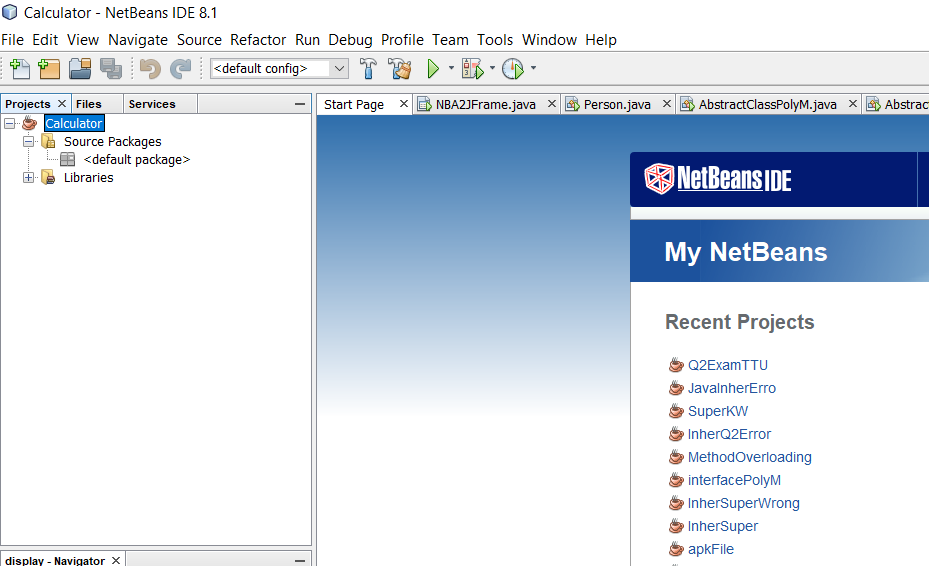 Calculator - NetBeans IDE 8.1
File Edit View Navigate Source Refactor Run Debug Profile Team Tools Window Help
<default config>
Projects Files Services
Start Page NBA2JFrame.java Person.java AbstractClassPolyM.java Abstrac
Calculator
Source Packages
<default package>
Libraries
NetBeans IDE
My NetBeans
Recent Projects
Q2ExamTTU
JavaInherErro
SuperKW
InherQ2Error
MethodOverloading
interfacePolyM
InherSuperWrong
InherSuper
apkFile
display - Navigator